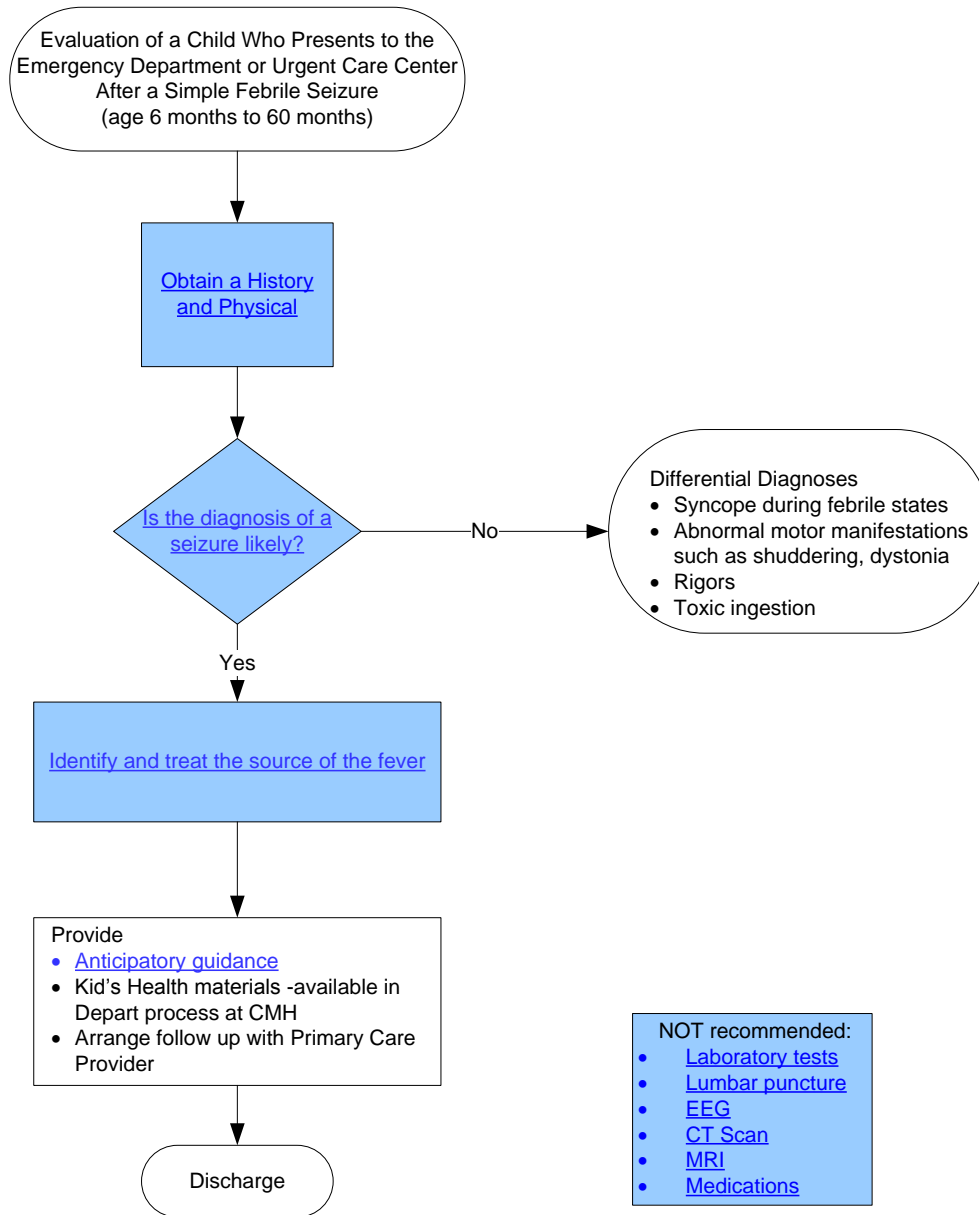 Evaluation of a Child Who Presents to the
Emergency Department or Urgent Care Center
After a Simple Febrile Seizure
(age 6 months to 60 months)
Obtain a History
and Physical
Is the diagnosis of a
seizure likely?
No
Differential Diagnoses
• Syncope during febrile states
• Abnormal motor manifestations
such as shuddering, dystonia
• Rigors
• Toxic ingestion
Yes
Identify and treat the source of the fever
Provide
• Anticipatory guidance
• Kid's Health materials -available in
Depart process at CMH
• Arrange follow up with Primary Care
Provider
Discharge
NOT recommended:
• Laboratory tests
• Lumbar puncture
• EEG
• CT Scan
• MRI
• Medications